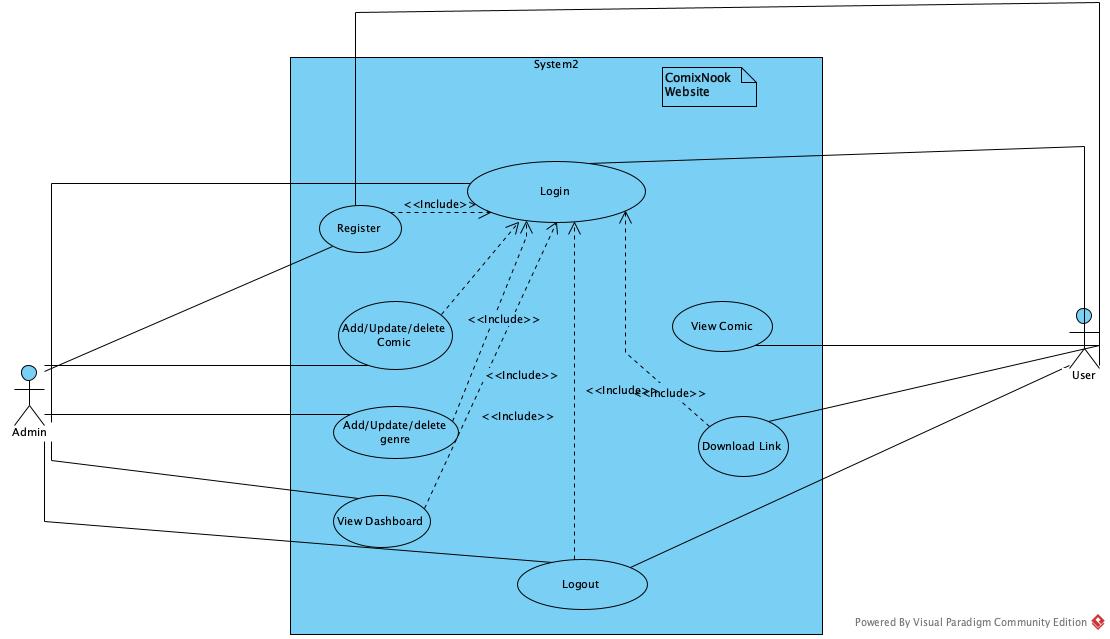 System2
ComixNook
Website
Login
<<Include>>
Register
Add/Update/delete
Comic
<<Include>>
View Comic
User
<<Include>>
<<Include>>
<<Include>>
<<Include>>
Admin
Add/Update/delete
genre
Download Link
View Dashboard
Logout
Powered By Visual Paradigm Community Edition